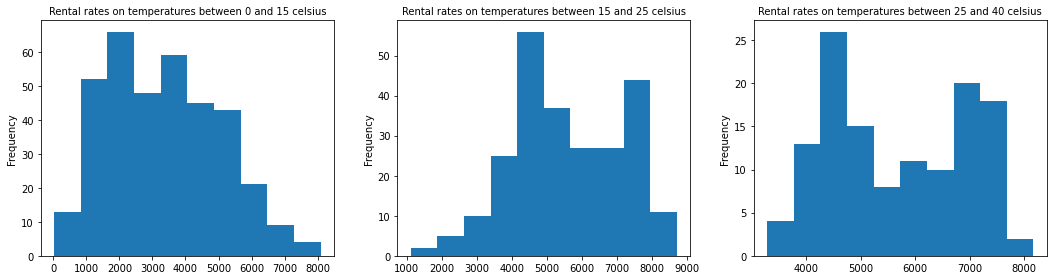 Rental rates on temperatures between 0 and 15 celsius
Frequency
60
50
40
30
20
10
0
0 1000 2000 3000 4000 5000 6000 7000 8000
Rental rates on temperatures between 15 and 25 celsius
Frequency
50
40
30
20
10
0
1000 2000 3000 4000 5000 6000 7000 8000 9000
Rental rates on temperatures between 25 and 40 celsius
Frequency
25
20
15
10
5
0
4000 5000 6000 7000 8000